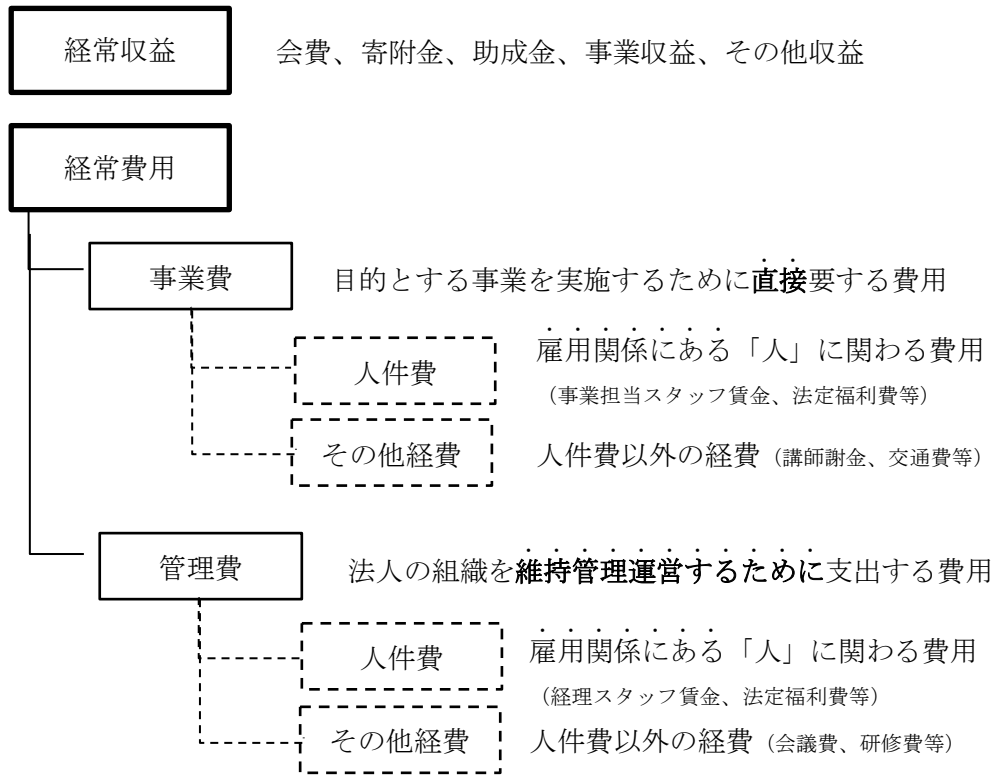 経常収益 会費、寄附金、助成金、事業収益、その他収益
経常費用
事業費 目的とする事業を実施するために直接要する費用
人件費 雇用関係にある「人」に関わる費用
（事業担当スタッフ賃金、法定福利費等）
その他経費 人件費以外の経費（講師謝金、交通費等）
管理費 法人の組織を維持管理運営するために支出する費用
人件費 雇用関係にある「人」に関わる費用
（経理スタッフ賃金、法定福利費等）
その他経費 人件費以外の経費（会議費、研修費等）